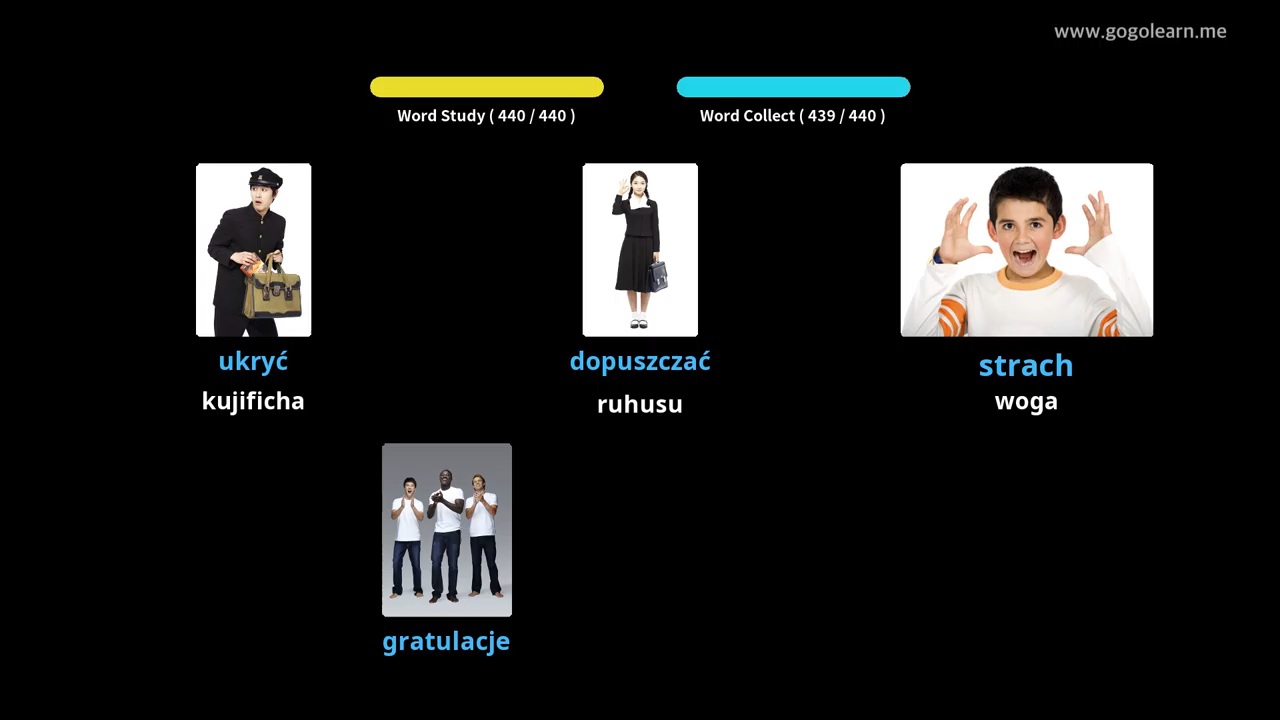 www.gogolearn.me
Word Study ( 440 / 440 )
Word Collect ( 439 / 440 )
ukryć
kujificha
dopuszczać
ruhusu
strach
woga
gratulacje